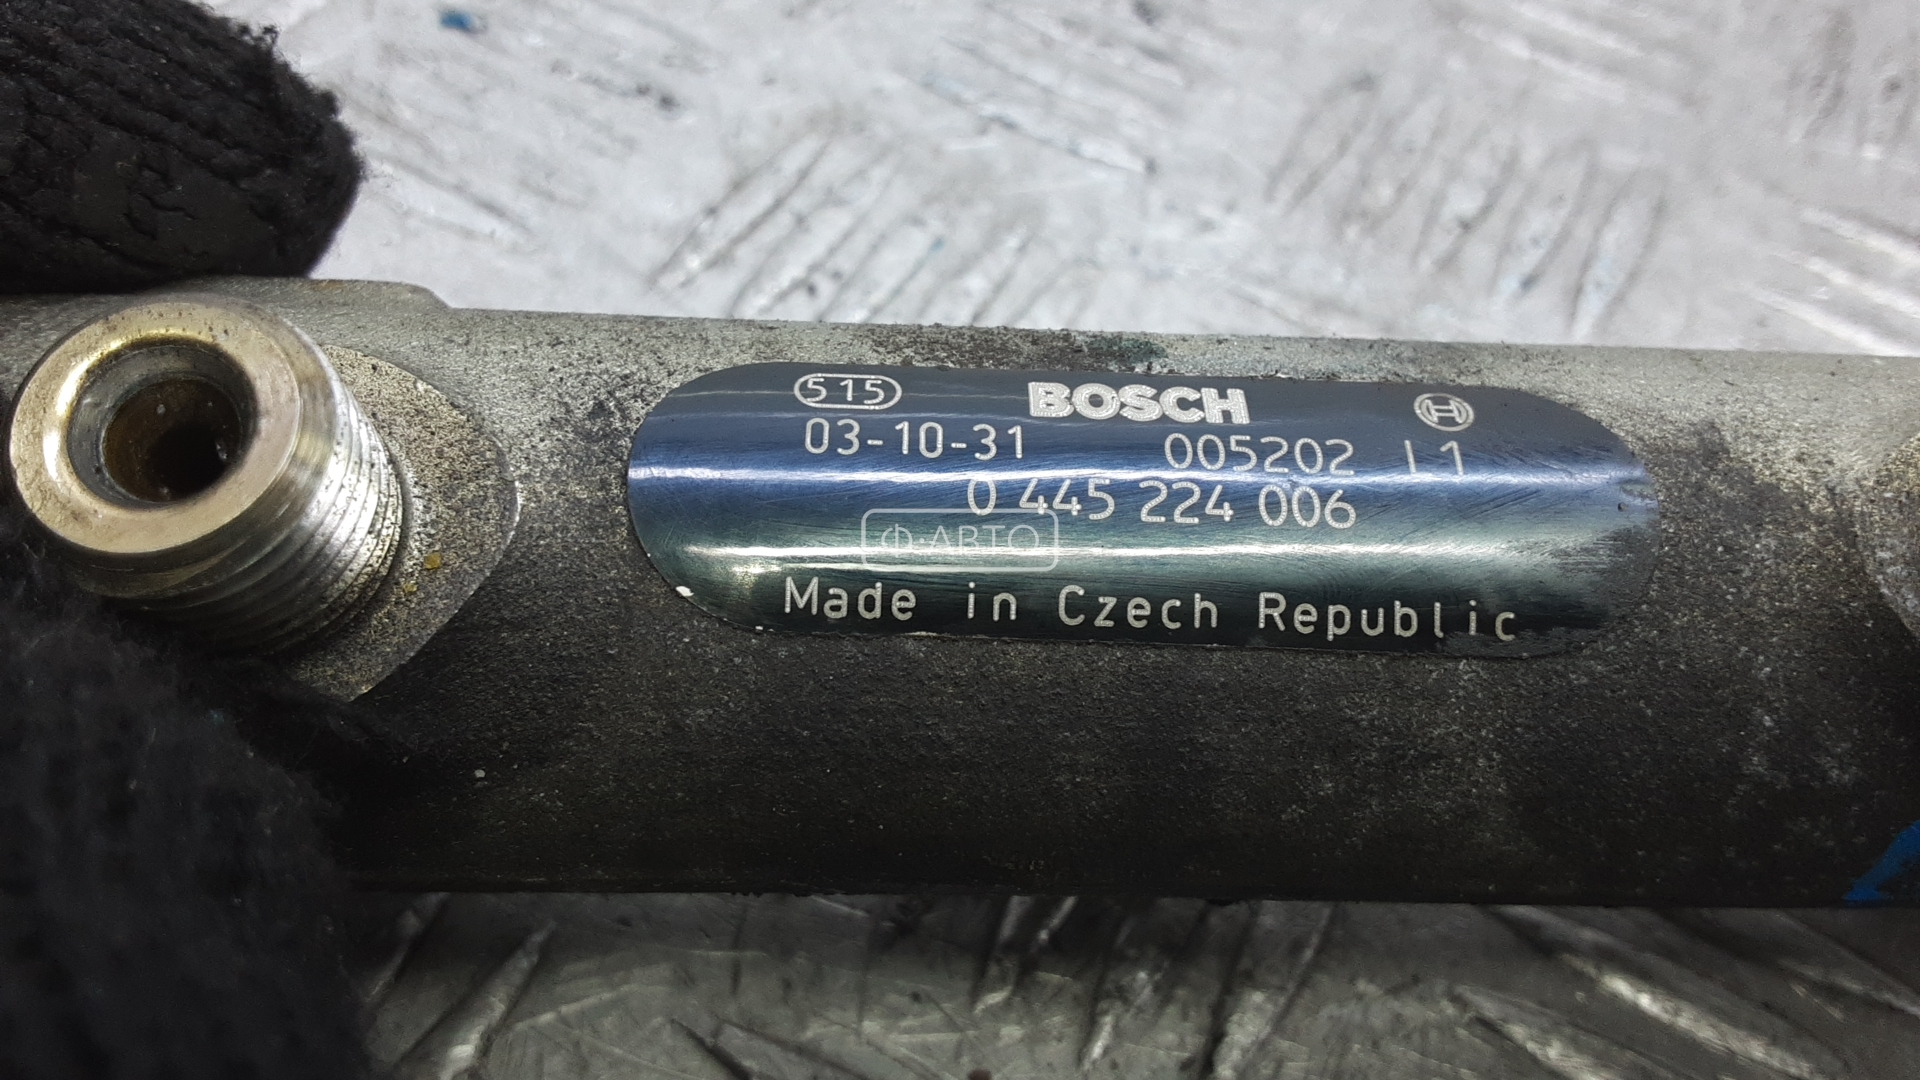 515 BOSCH
03-10-31 005202 L1
0 445 224 006
Ф·АВТО
Made in Czech Republic